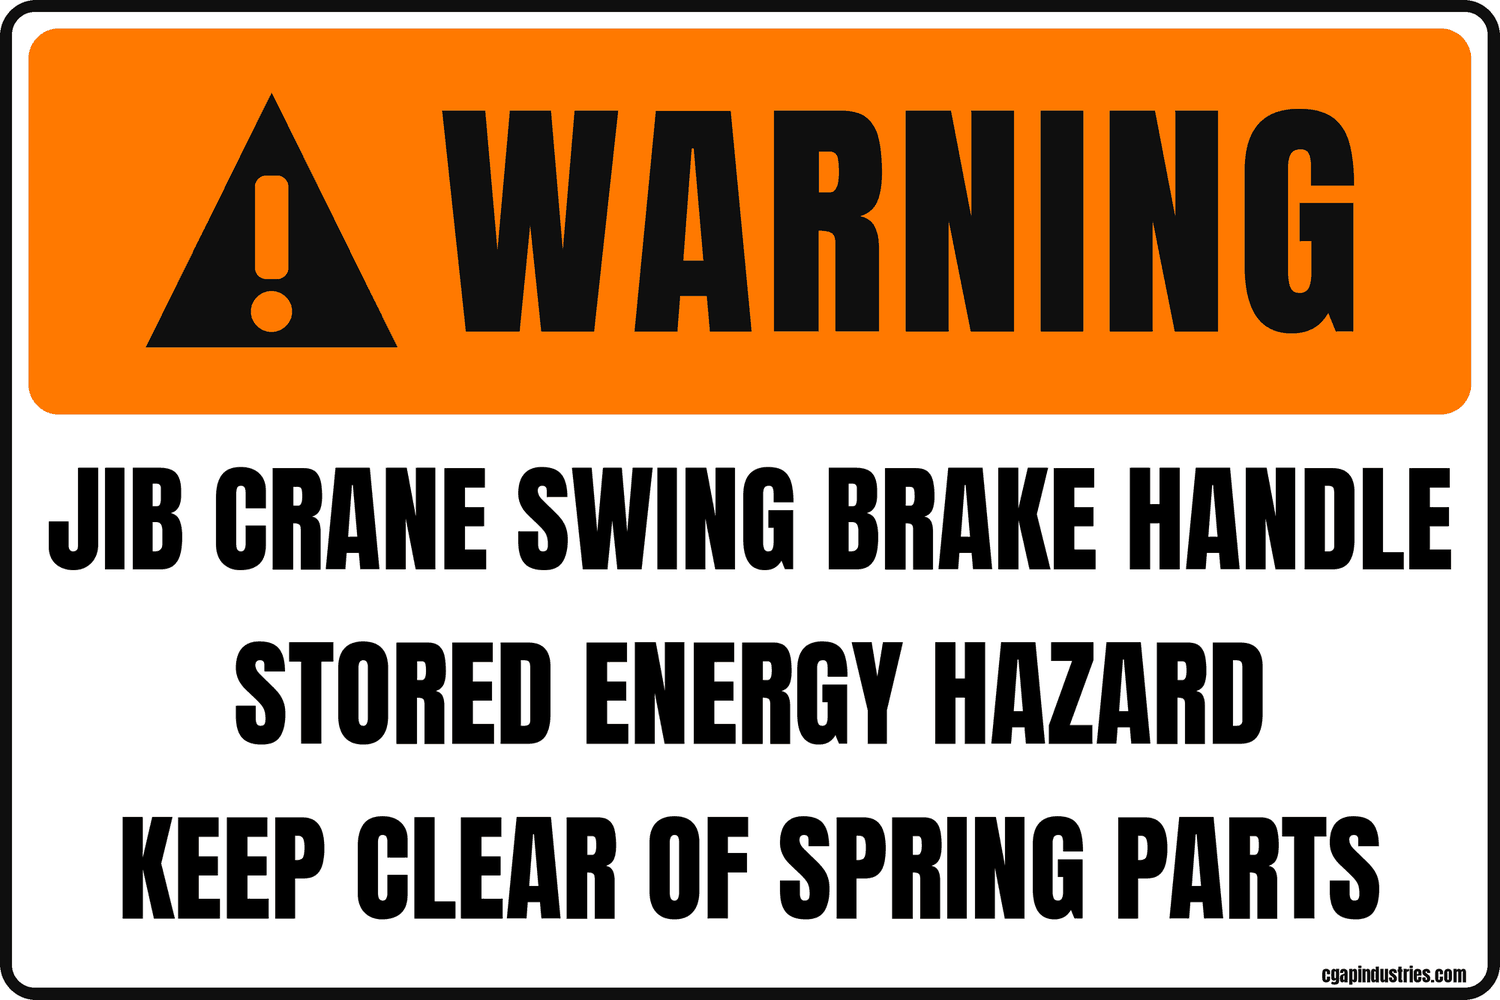 WARNING
JIB CRANE SWING BRAKE HANDLE
STORED ENERGY HAZARD
KEEP CLEAR OF SPRING PARTS
cgapindustries.com